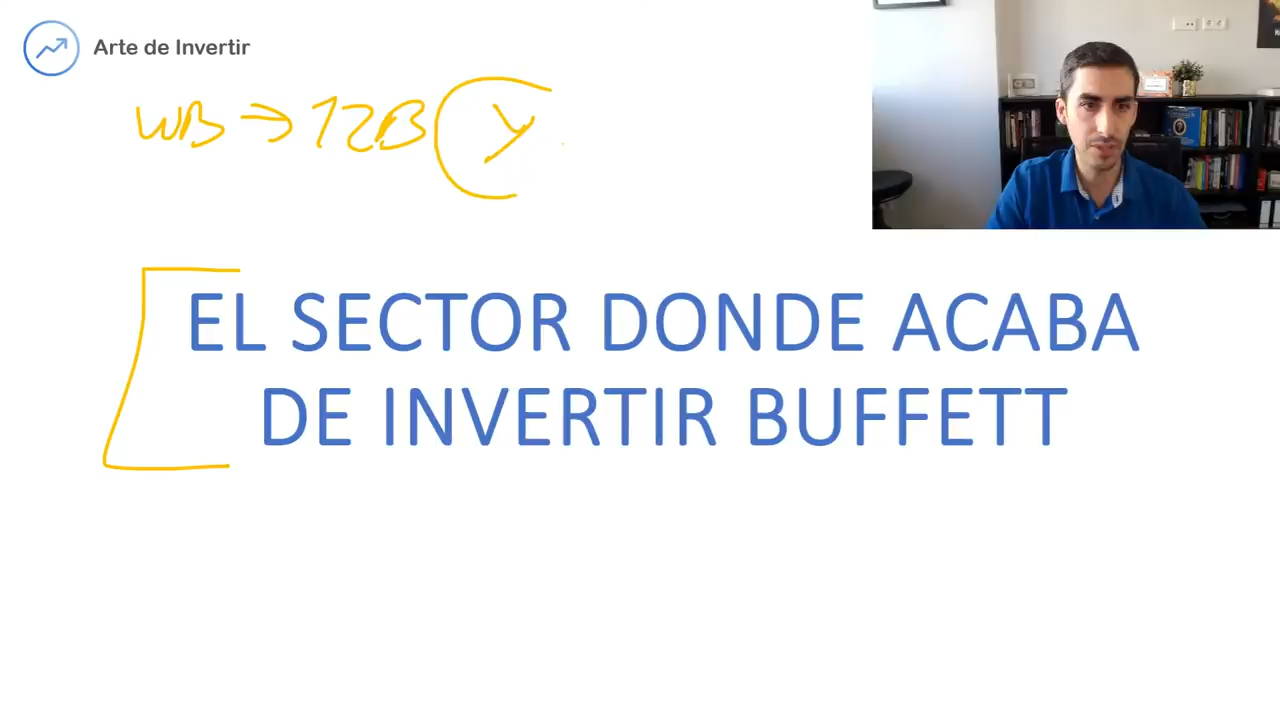 Arte de Invertir
WB → 12B (y
EL SECTOR DONDE ACABA
DE INVERTIR BUFFETT